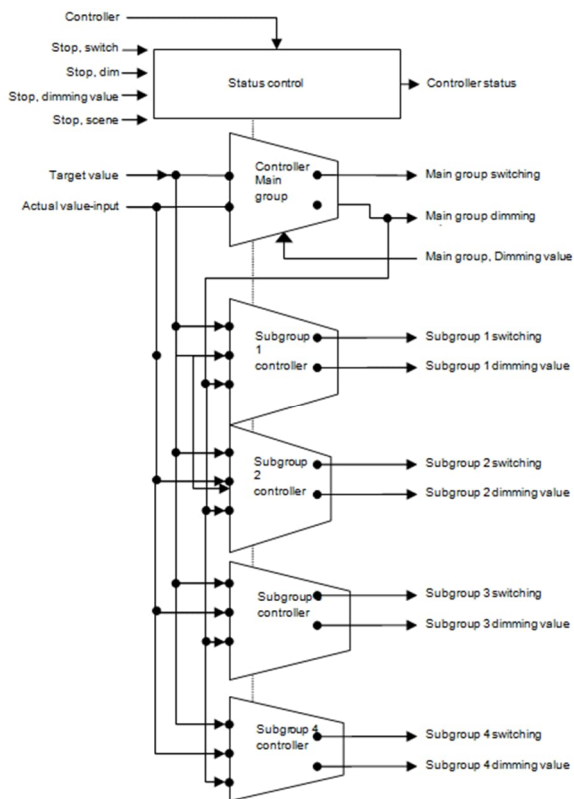 Controller
Stop, switch
Stop, dim
Stop, dimming value
Stop, scene
Status control
Controller status
Target value
Actual value-input
Controller
Main
group
Main group switching
Main group dimming
Main group, Dimming value
Subgroup
1
controller
Subgroup 1 switching
Subgroup 1 dimming value
Subgroup
2
controller
Subgroup 2 switching
Subgroup 2 dimming value
Subgroup
controller
Subgroup 3 switching
Subgroup 3 dimming value
Subgroup 4
controller
Subgroup 4 switching
Subgroup 4 dimming value